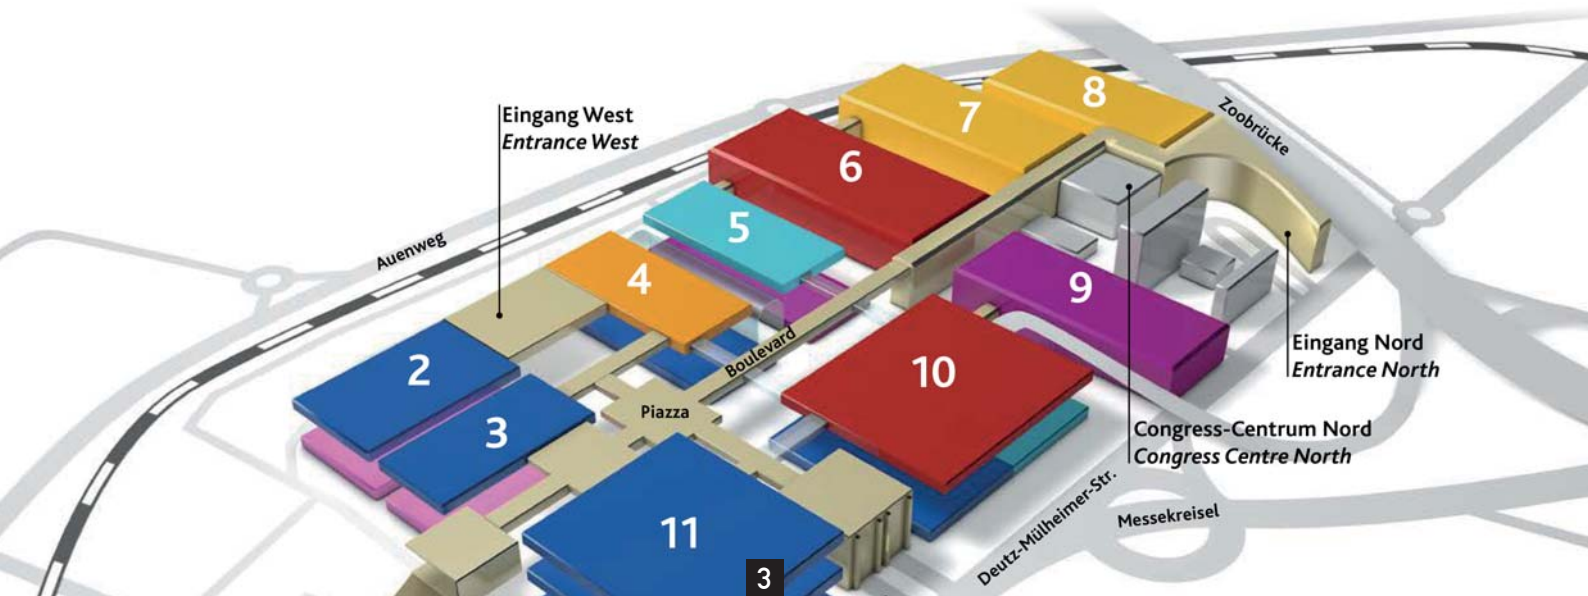 8
Zoobrücke
7
Eingang West
Entrance West
6
5
Auenweg
4
9
Boulevard
Eingang Nord
Entrance North
2
10
Piazza
3
Congress-Centrum Nord
Congress Centre North
Messekreisel
Deutz-Mülheimer-Str.
11
3